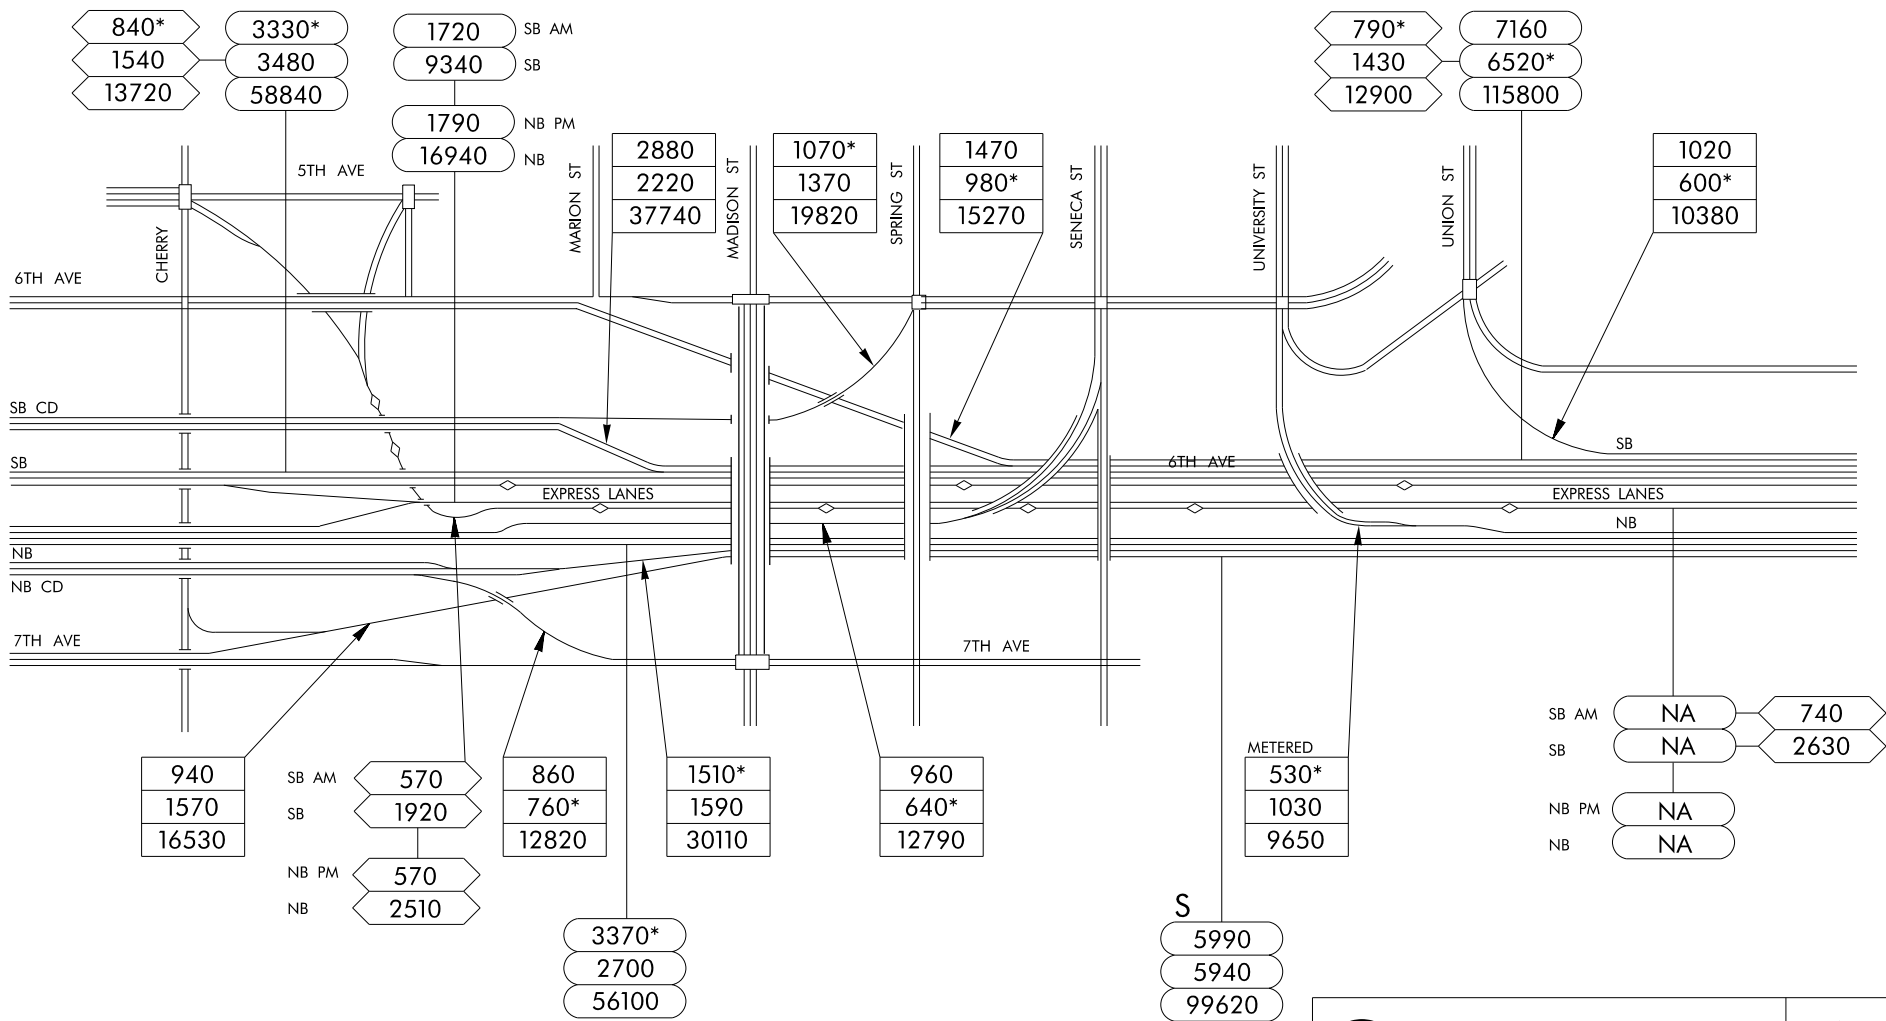 840*
1540
13720
3330*
3480
58840
1720 SB AM
9340 SB
1790 NB PM
16940 NB
790*
1430
12900
7160
6520*
115800
2880
2220
37740
1070*
1370
19820
1470
980*
15270
1020
600*
10380
5TH AVE
CHERRY
MARION ST
MADISON ST
SPRING ST
SENECA ST
UNIVERSITY ST
UNION ST
6TH AVE
SB CD
SB
SB
6TH AVE
EXPRESS LANES
EXPRESS LANES
NB
NB
NB CD
7TH AVE
7TH AVE
940
1570
16530
SB AM 570
SB 1920
NB PM 570
NB 2510
860
760*
12820
1510*
1590
30110
960
640*
12790
METERED
530*
1030
9650
SB AM NA 740
SB NA 2630
NB PM NA
NB NA
3370*
2700
56100
S
5990
5940
99620